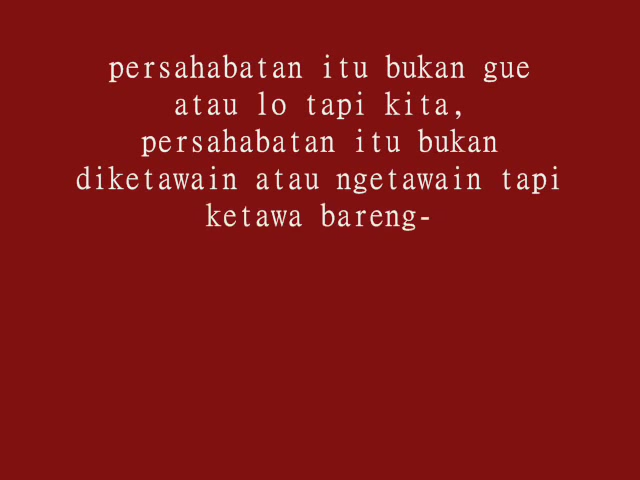 persahabatan itu bukan gue
atau lo tapi kita,
persahabatan itu bukan
diketawain atau ngetawain tapi
ketawa bareng-